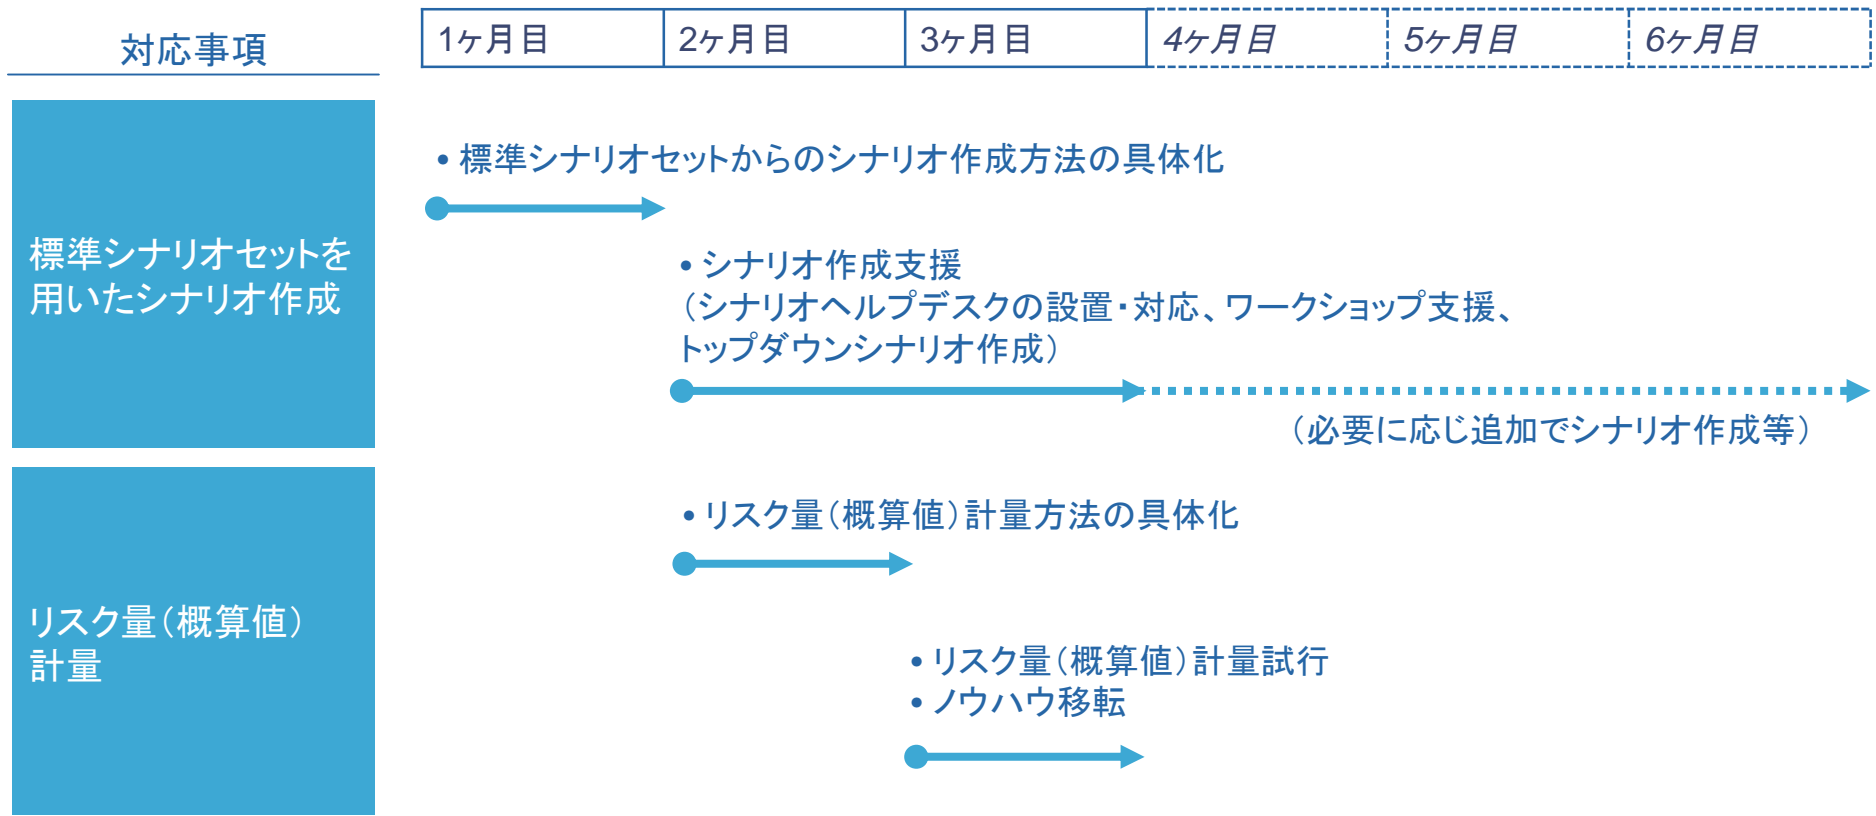 対応事項
1ヶ月目
2ヶ月目
3ヶ月目
4ヶ月目
5ヶ月目
6ヶ月目
標準シナリオセットを
用いたシナリオ作成
• 標準シナリオセットからのシナリオ作成方法の具体化
• シナリオ作成支援
（シナリオヘルプデスクの設置・対応、ワークショップ支援、
トップダウンシナリオ作成）
（必要に応じ追加でシナリオ作成等）
リスク量（概算値）
計量
• リスク量（概算値）計量方法の具体化
• リスク量（概算値）計量試行
• ノウハウ移転